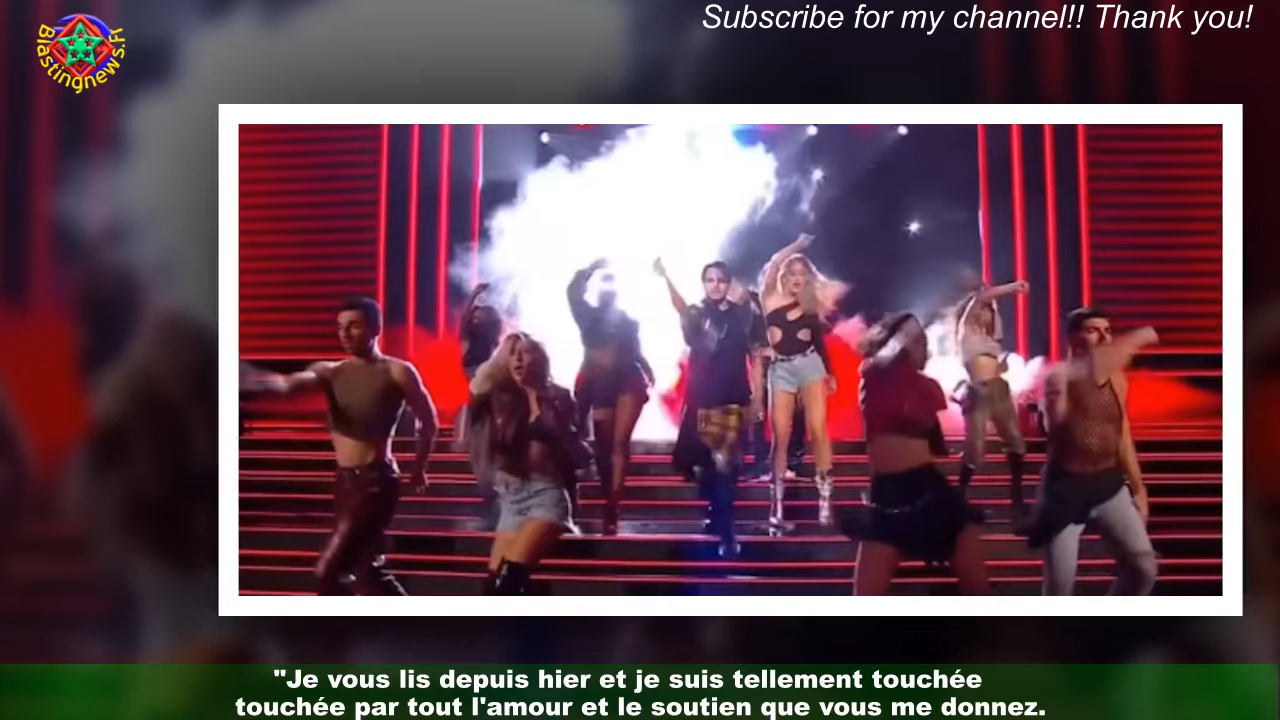 Subscribe for my channel!! Thank you!
Blastingnews.Fr
"Je vous lis depuis hier et je suis tellement touchée
touchée par tout l'amour et le soutien que vous me donnez.